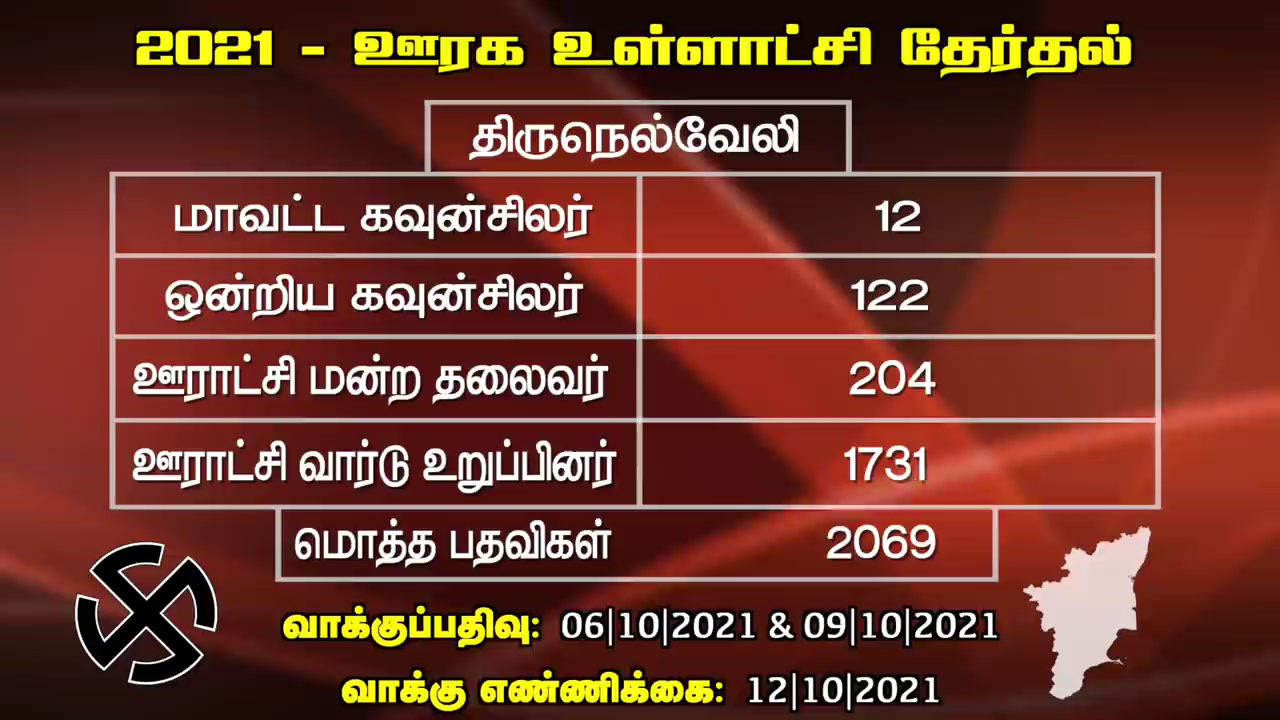 2021 - ஊரக உள்ளாட்சி தேர்தல்
திருநெல்வேலி
மாவட்ட கவுன்சிலர் 12
ஒன்றிய கவுன்சிலர் 122
ஊராட்சி மன்ற தலைவர் 204
ஊராட்சி வார்டு உறுப்பினர் 1731
மொத்த பதவிகள் 2069
வாக்குப்பதிவு: 06|10|2021 & 09|10|2021
வாக்கு எண்ணிக்கை: 12|10|2021